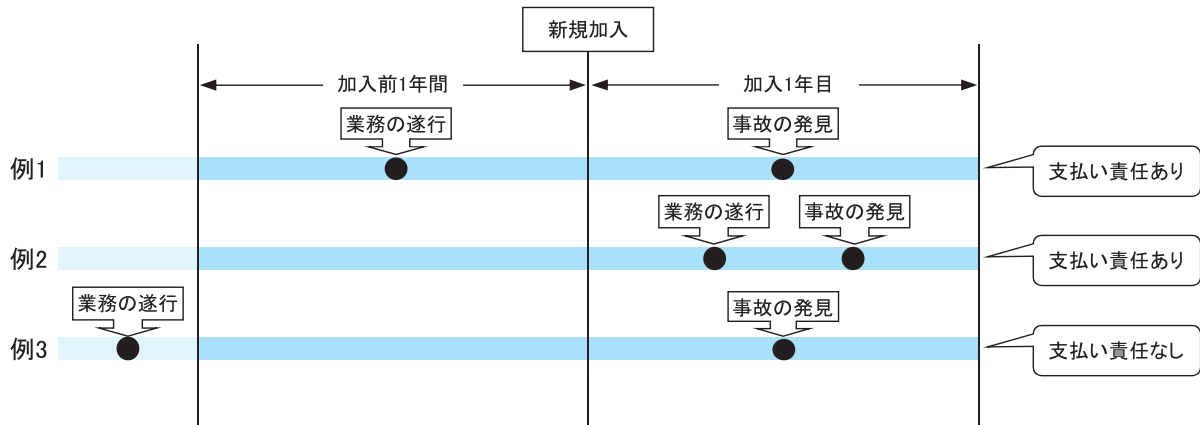 新規加入
加入前1年間
加入1年目
業務の遂行
事故の発見
例1
支払い責任あり
業務の遂行
事故の発見
例2
支払い責任あり
業務の遂行
事故の発見
例3
支払い責任なし